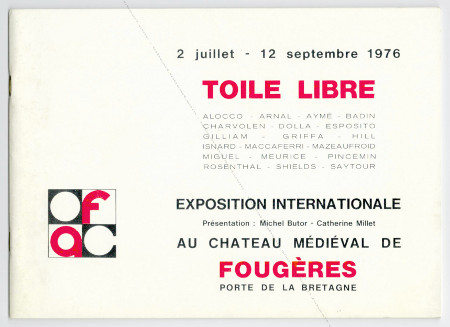 2 juillet - 12 septembre 1976
TOILE LIBRE
ALOCCO - ARNAL - AYMÉ - BADIN
CHARVOLEN - DOLLA - ESPOSITO
GILLIAM - GRIFFA - HILL
ISNARD - MACCAFERRI - MAZEAUFROID
MIGUEL - MEURICE - PINCEMIN
ROSENTHAL - SHIELDS - SAYTOUR
EXPOSITION INTERNATIONALE
Présentation : Michel Butor - Catherine Millet
AU CHATEAU MÉDIÉVAL DE
FOUGÈRES
PORTE DE LA BRETAGNE
of
ac